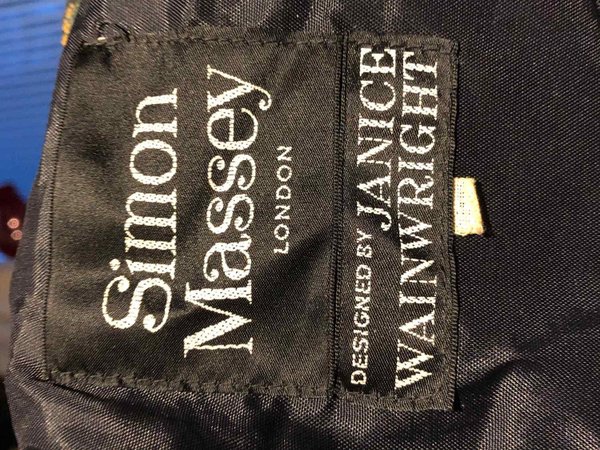 Simon
Massey
LONDON
DESIGNED BY JANICE
WAINWRIGHT